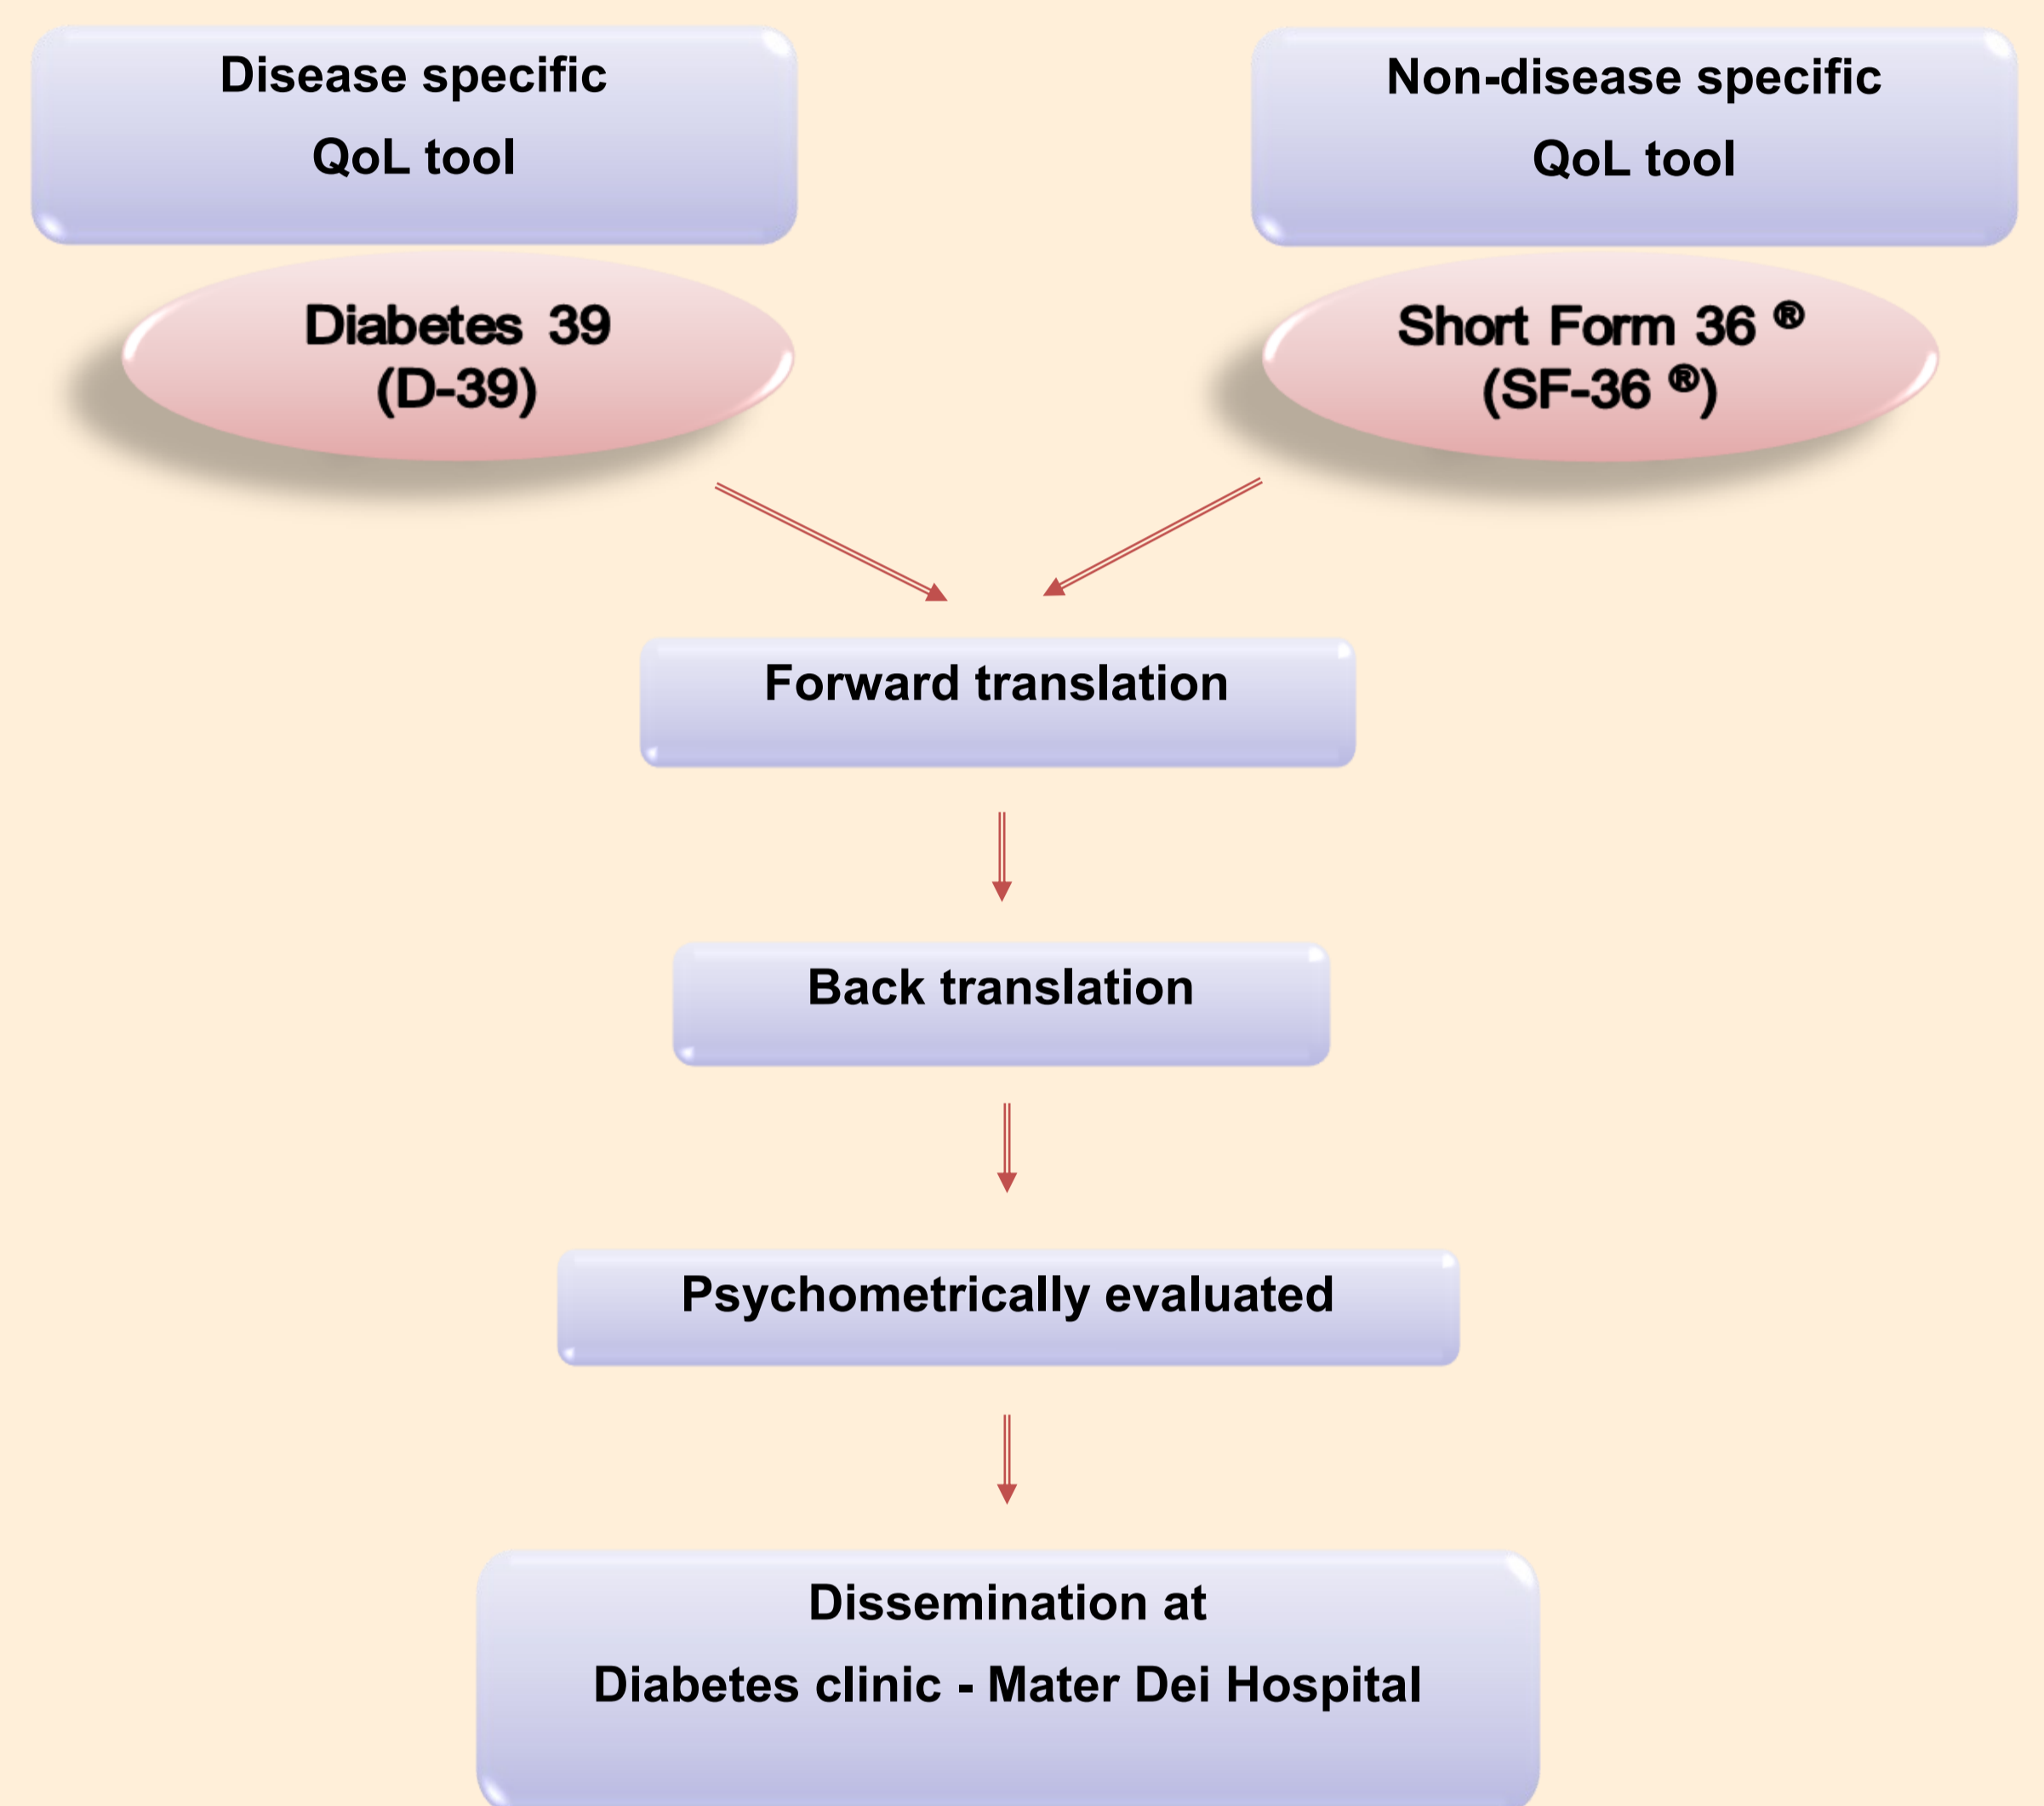 Disease specific
QoL tool
Non-disease specific
QoL tool
Diabetes 39
(D-39)
Short Form 36 ®
(SF-36 ®)
Forward translation
Back translation
Psychometrically evaluated
Dissemination at
Diabetes clinic - Mater Dei Hospital